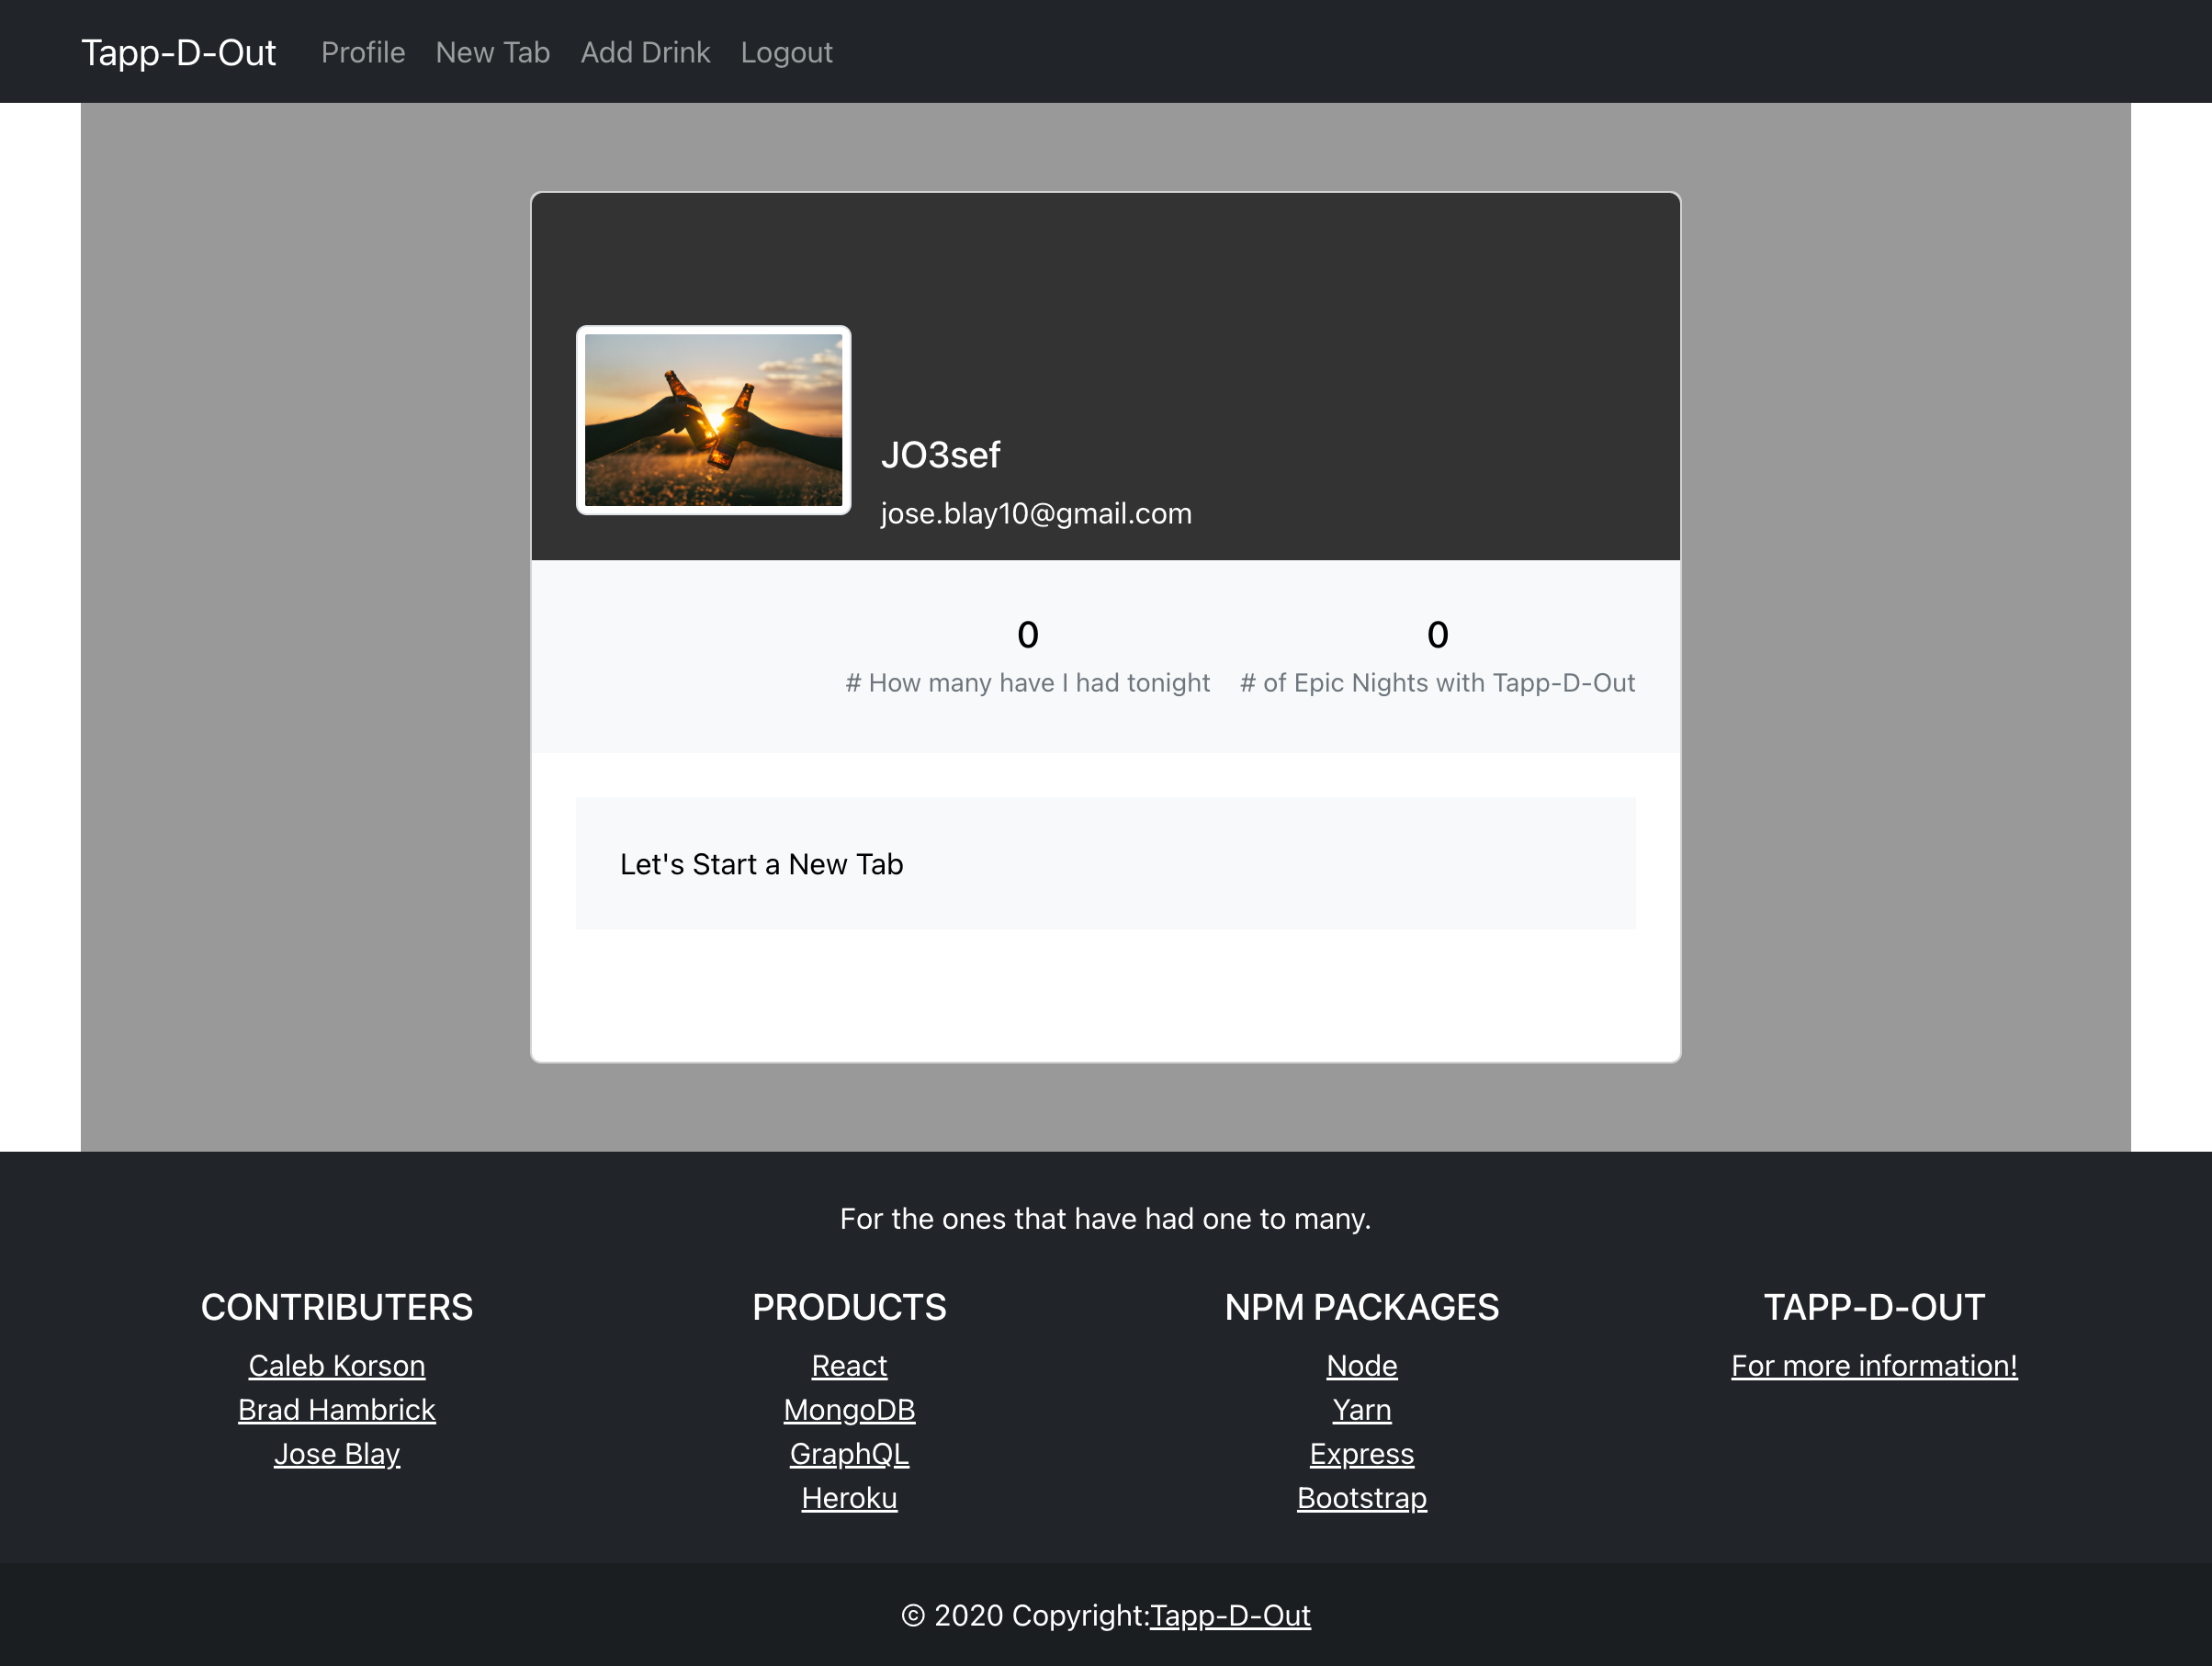 Tapp-D-Out Profile New Tab Add Drink Logout
JO3sef
jose.blay10@gmail.com
0 0
# How many have I had tonight # of Epic Nights with Tapp-D-Out
Let's Start a New Tab
For the ones that have had one to many.
CONTRIBUTERS
Caleb Korson
Brad Hambrick
Jose Blay
PRODUCTS
React
MongoDB
GraphQL
Heroku
NPM PACKAGES
Node
Yarn
Express
Bootstrap
TAPP-D-OUT
For more information!
© 2020 Copyright:Tapp-D-Out